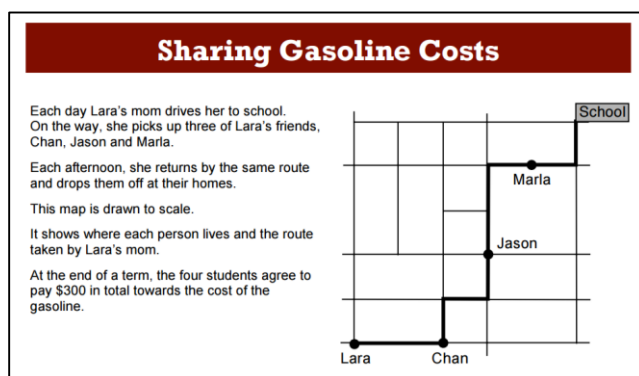 Sharing Gasoline Costs
Each day Lara's mom drives her to school.
On the way, she picks up three of Lara's friends,
Chan, Jason and Marla.
Each afternoon, she returns by the same route
and drops them off at their homes.
This map is drawn to scale.
It shows where each person lives and the route
taken by Lara's mom.
At the end of a term, the four students agree to
pay $300 in total towards the cost of the
gasoline.
School
Marla
Jason
Lara
Chan